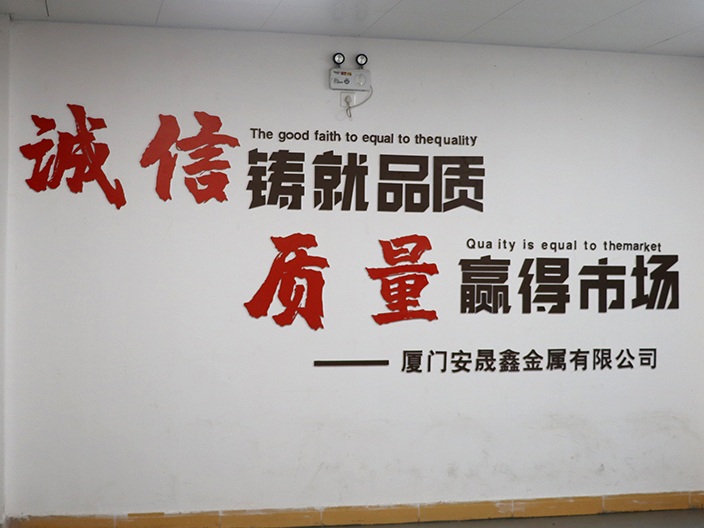 The good faith to equal to thequality
诚信铸就品质
Qua ity is equal to themarket
质量赢得市场
——厦门安晟鑫金属有限公司